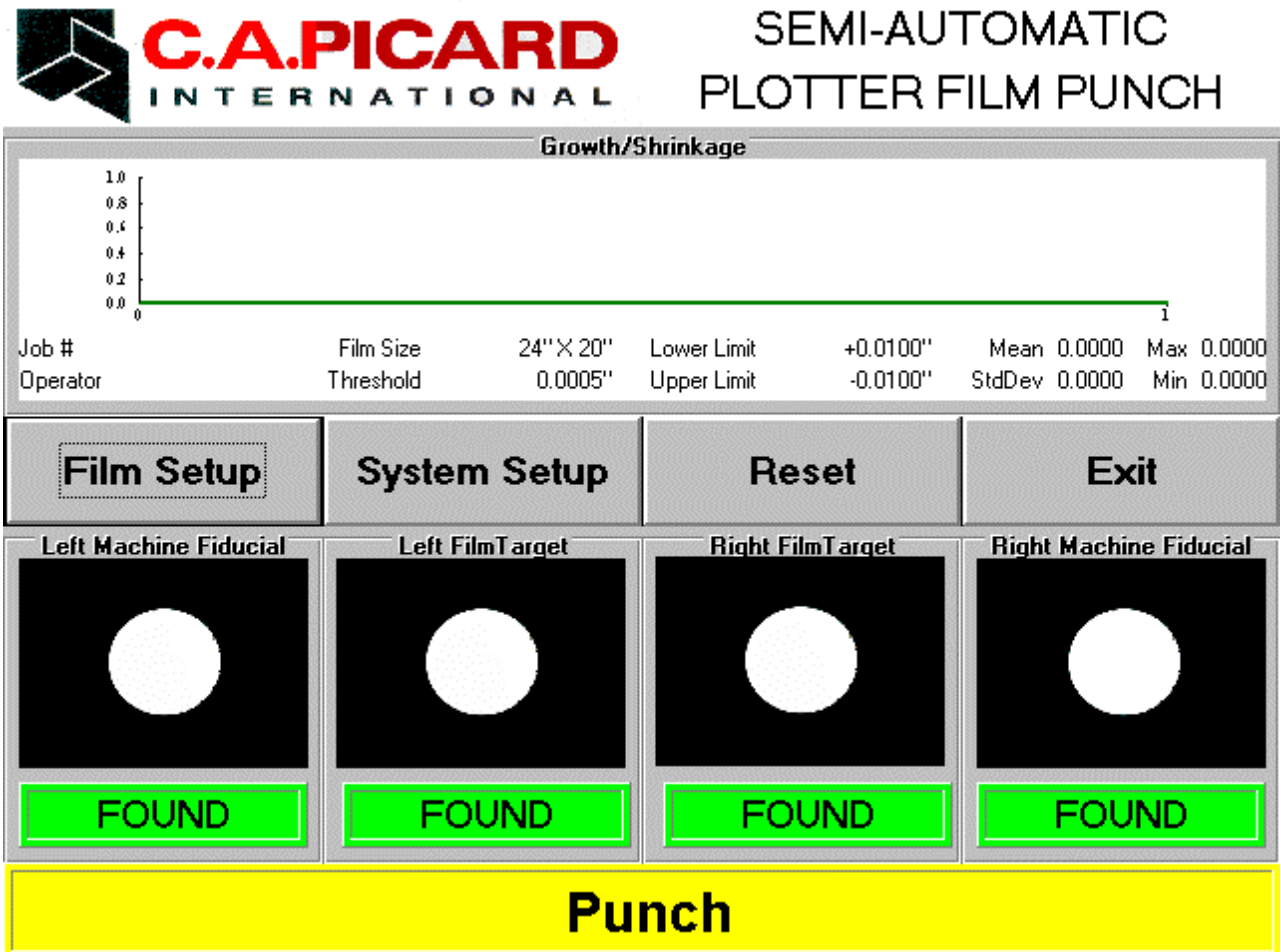 C.A.PICARD
INTERNATIONAL
SEMI-AUTOMATIC
PLOTTER FILM PUNCH
Growth/Shrinkage
1.0
0.8
0.6
0.4
0.2
0.0
0 1
Job # Film Size 24" X 20" Lower Limit +0.0100" Mean 0.0000 Max 0.0000
Operator Threshold 0.0005" Upper Limit -0.0100" StdDev 0.0000 Min 0.0000
Film Setup System Setup Reset Exit
Left Machine Fiducial Left FilmTarget Right FilmTarget Right Machine Fiducial
FOUND FOUND FOUND FOUND
Punch